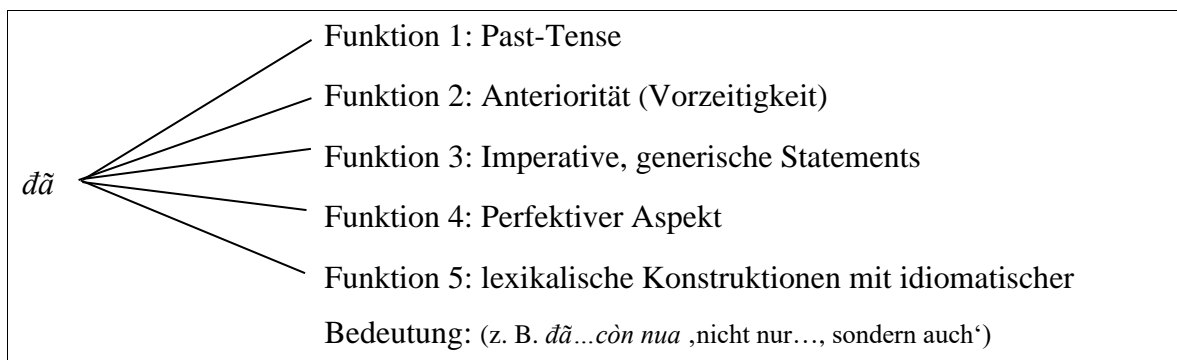 Funktion 1: Past-Tense
Funktion 2: Anteriorität (Vorzeitigkeit)
Funktion 3: Imperative, generische Statements
đã
Funktion 4: Perfektiver Aspekt
Funktion 5: lexikalische Konstruktionen mit idiomatischer
Bedeutung: (z. B. đã…còn nua ‚nicht nur…, sondern auch‘)